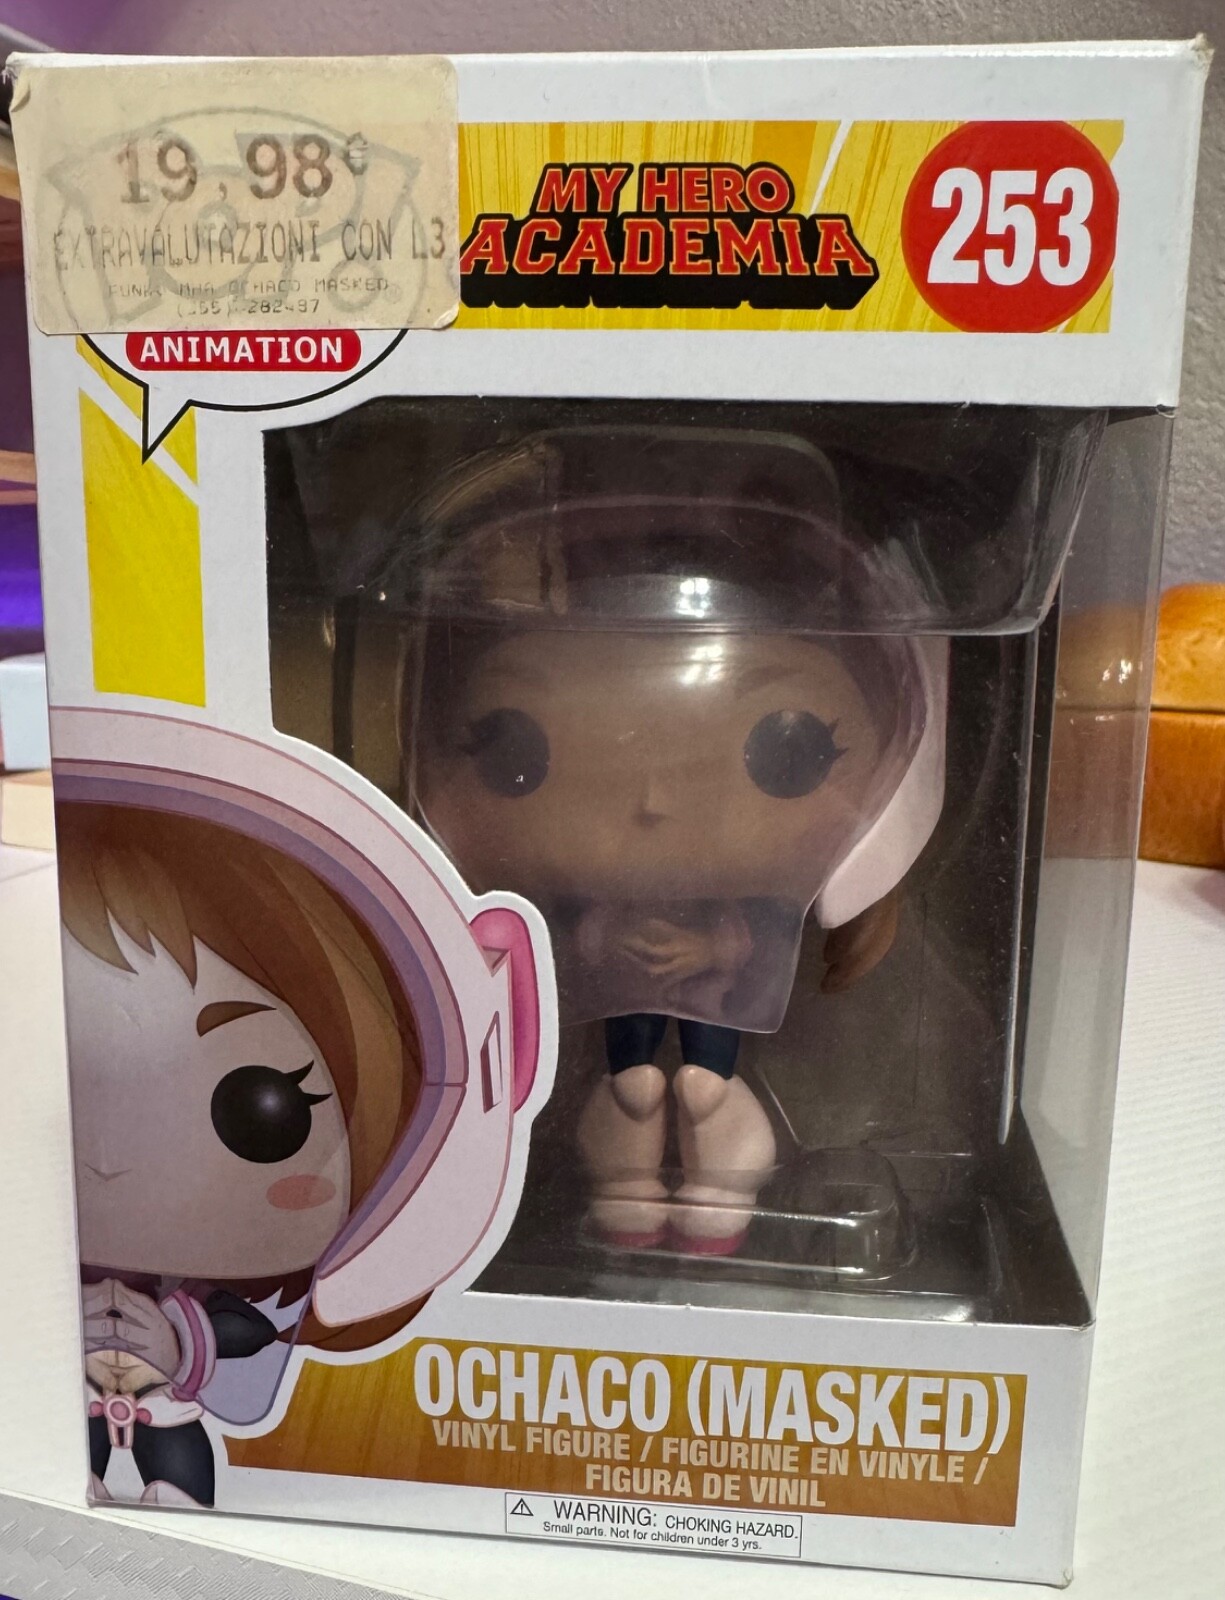 19,98€
EXTRAVALUTAZIONI CON L3
MHA OCHACO MASKED
MY HERO
ACADEMIA
253
ANIMATION
OCHACO (MASKED)
VINYL FIGURE / FIGURINE EN VINYLE /
FIGURA DE VINIL
⚠ WARNING: CHOKING HAZARD.
Small parts. Not for children under 3 yrs.